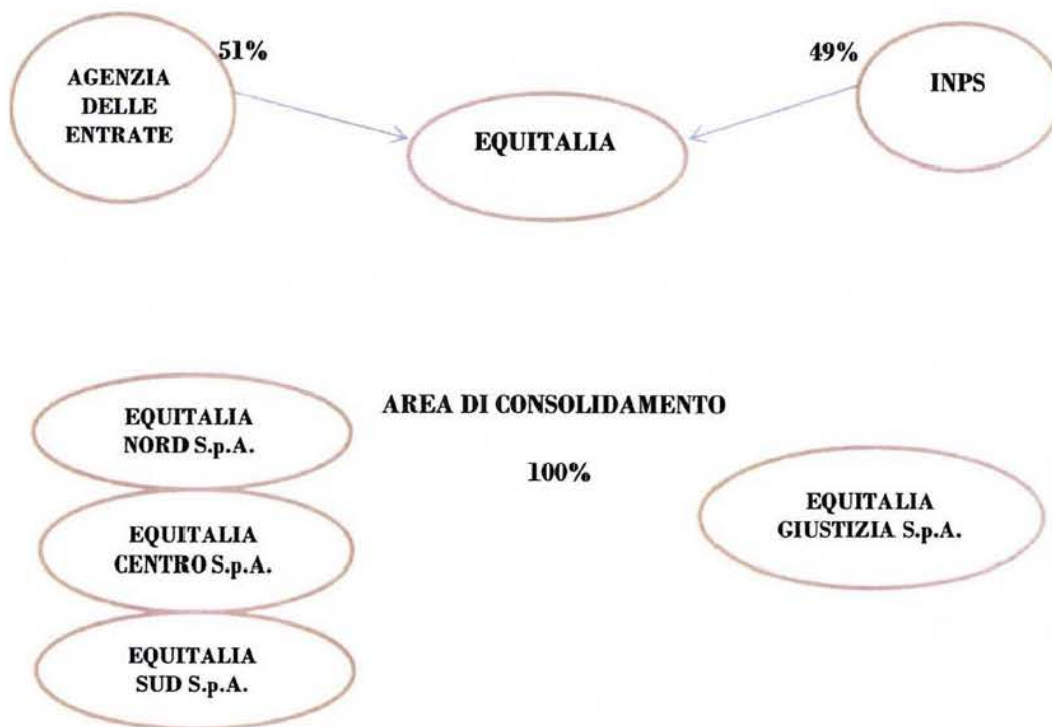 51%
49%
AGENZIA
DELLE
ENTRATE
EQUITALIA
INPS
EQUITALIA
NORD S.p.A.
AREA DI CONSOLIDAMENTO
100%
EQUITALIA
GIUSTIZIA S.p.A.
EQUITALIA
CENTRO S.p.A.
EQUITALIA
SUD S.p.A.